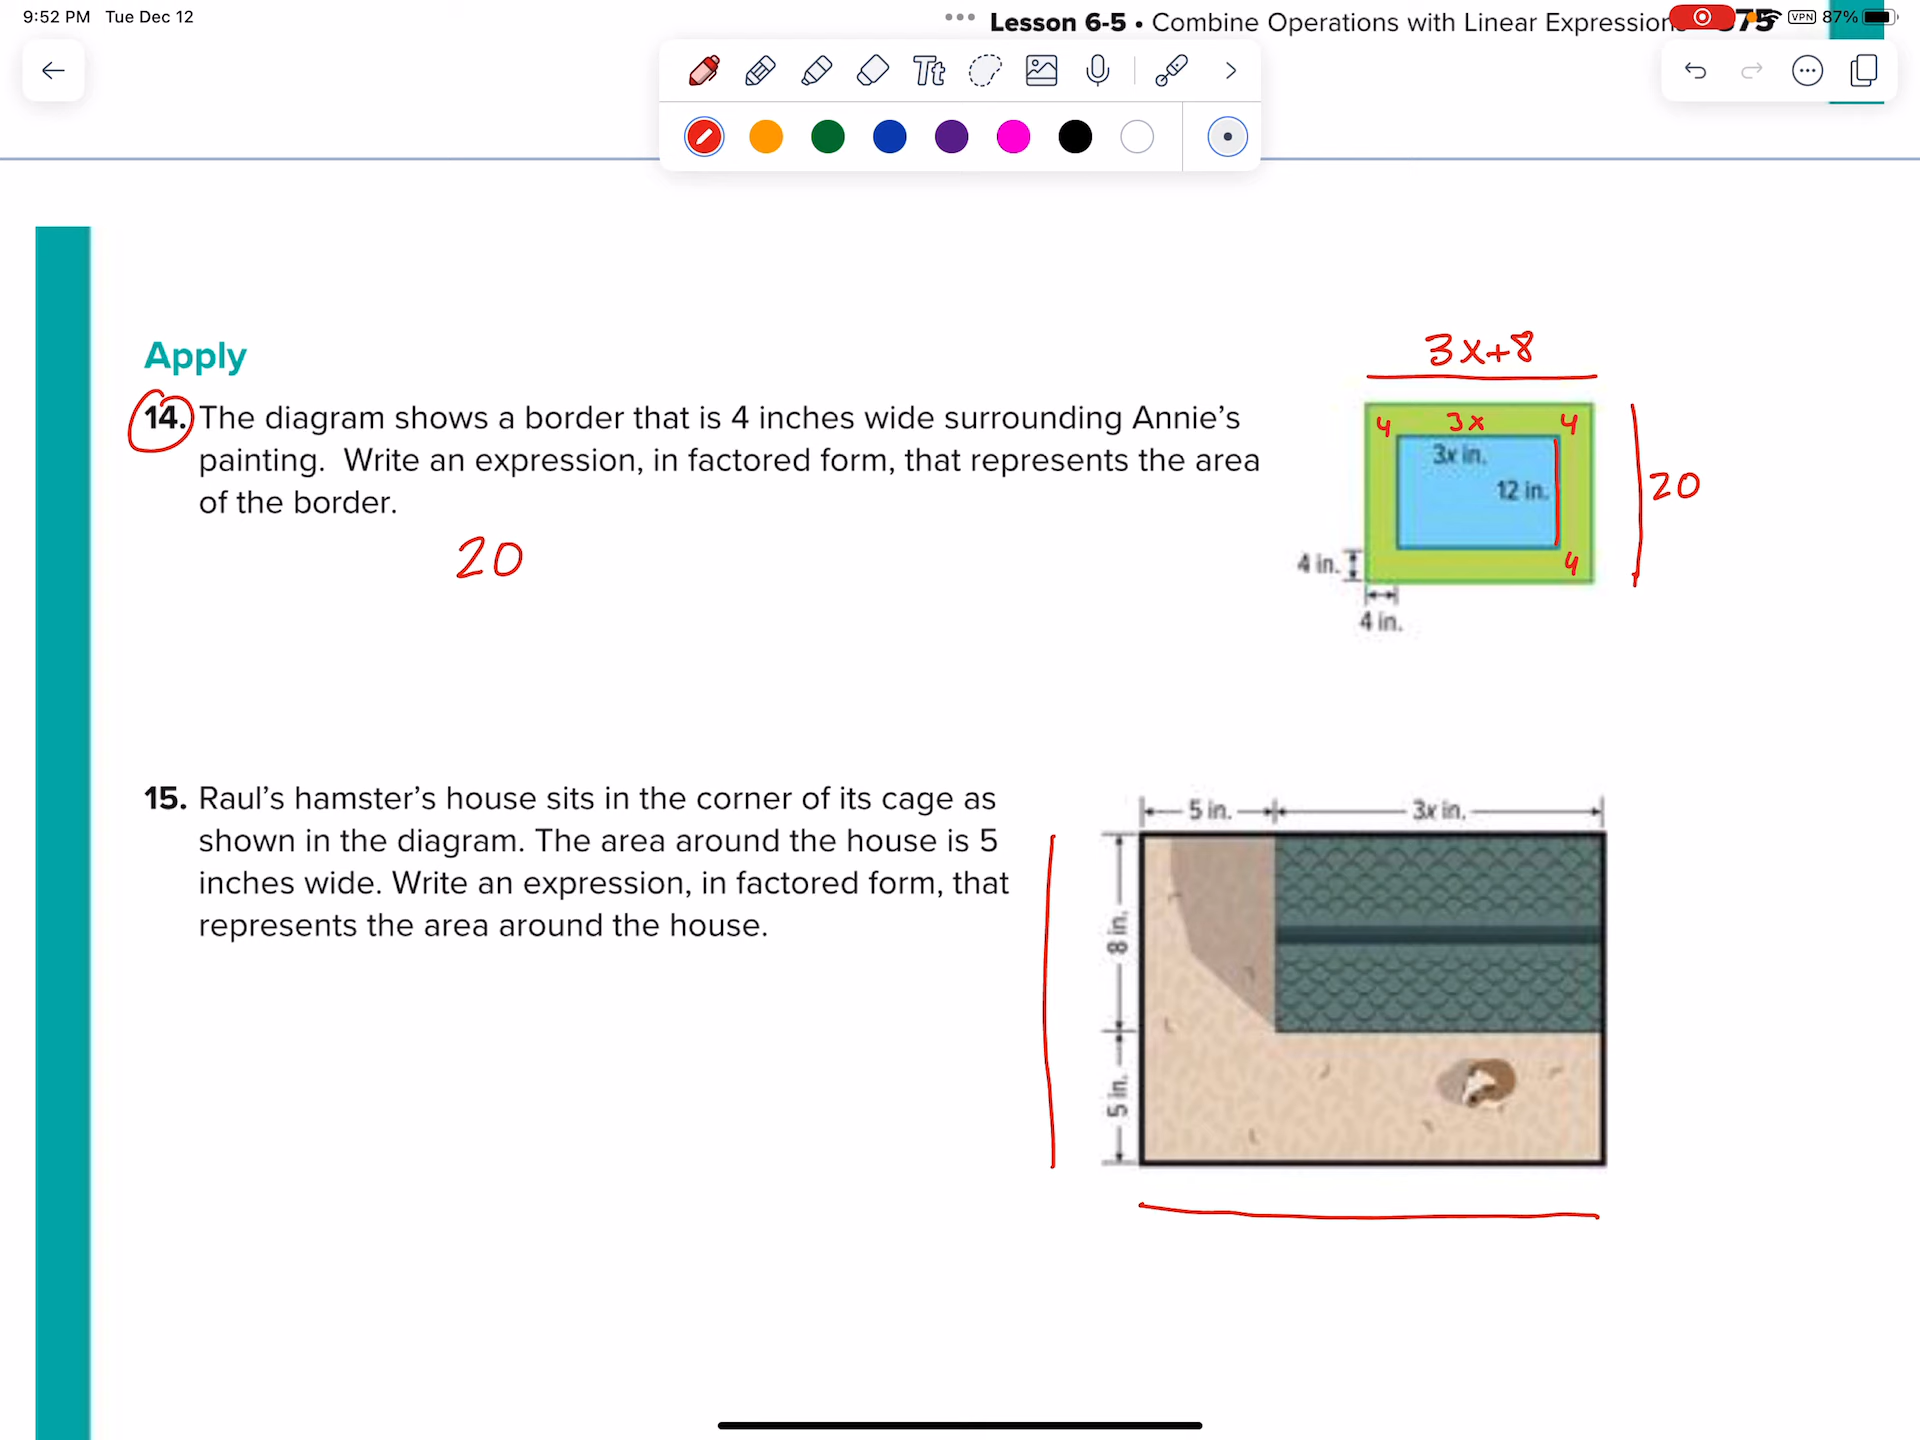 9:52 PM Tue Dec 12
VPN 87%
Lesson 6-5 • Combine Operations with Linear
Tt
Apply
14. The diagram shows a border that is 4 inches wide surrounding Annie’s
painting. Write an expression, in factored form, that represents the area
of the border.
20
3x+8
4 3x 4
3x in.
12 in.
20
4
4 in.
4 in.
15. Raul’s hamster’s house sits in the corner of its cage as
shown in the diagram. The area around the house is 5
inches wide. Write an expression, in factored form, that
represents the area around the house.
5 in. 3x in.
8 in.
5 in.